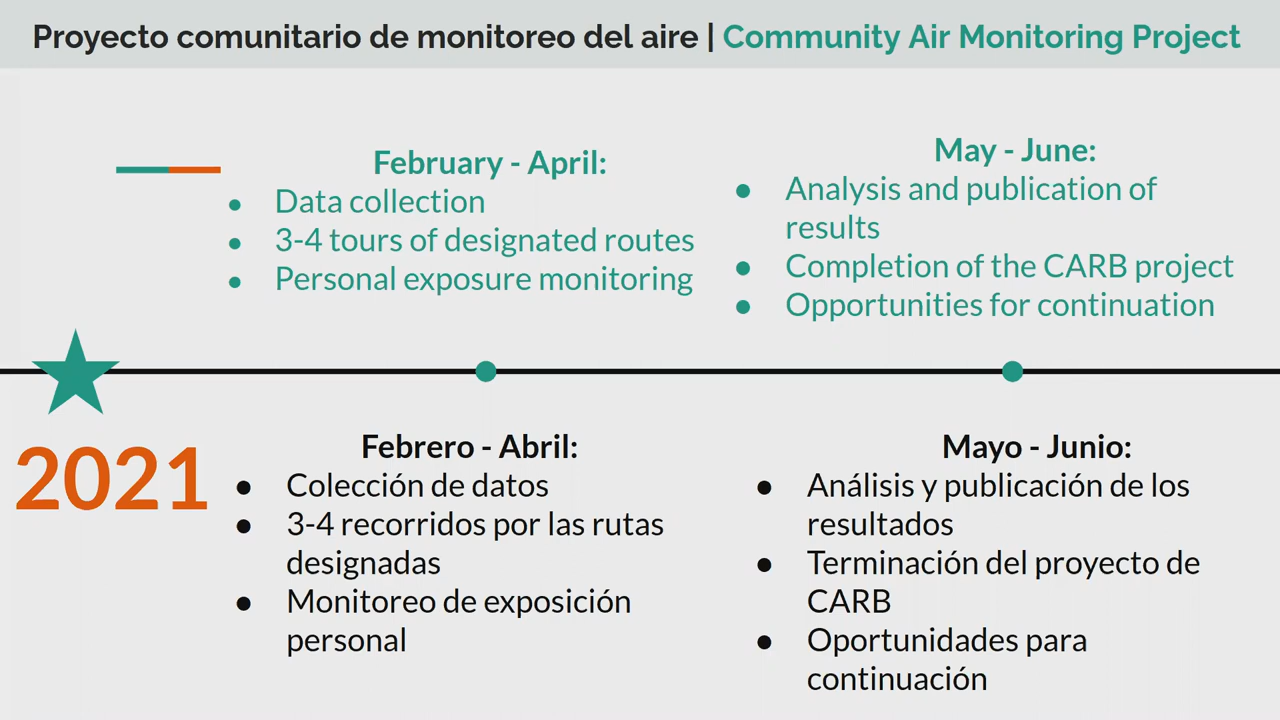 Proyecto comunitario de monitoreo del aire | Community Air Monitoring Project
February - April:
● Data collection
● 3-4 tours of designated routes
● Personal exposure monitoring
May - June:
● Analysis and publication of
results
● Completion of the CARB project
● Opportunities for continuation
2021
Febrero - Abril:
● Colección de datos
● 3-4 recorridos por las rutas
designadas
● Monitoreo de exposición
personal
Mayo - Junio:
● Análisis y publicación de los
resultados
● Terminación del proyecto de
CARB
● Oportunidades para
continuación